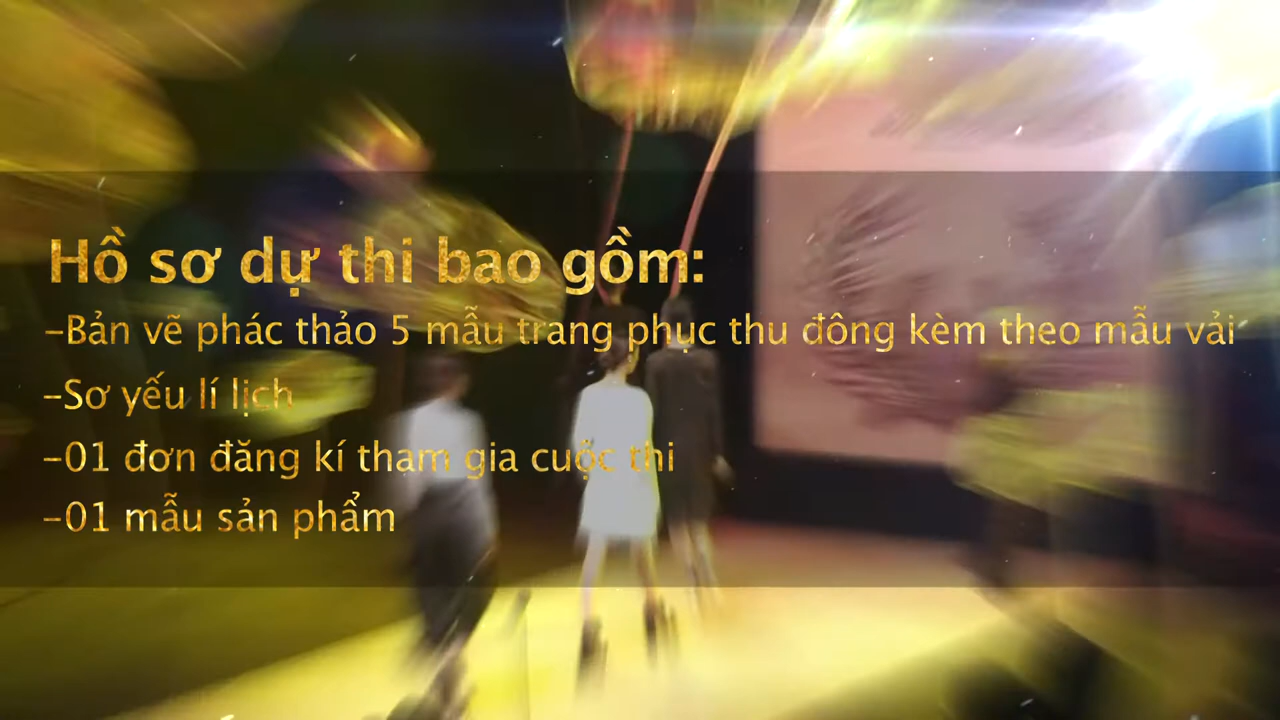 Hồ sơ dự thi bao gồm:
-Bản vẽ phác thảo 5 mẫu trang phục thu đông kèm theo mẫu vải
-Sơ yếu lí lịch
-01 đơn đăng kí tham gia cuộc thi
-01 mẫu sản phẩm